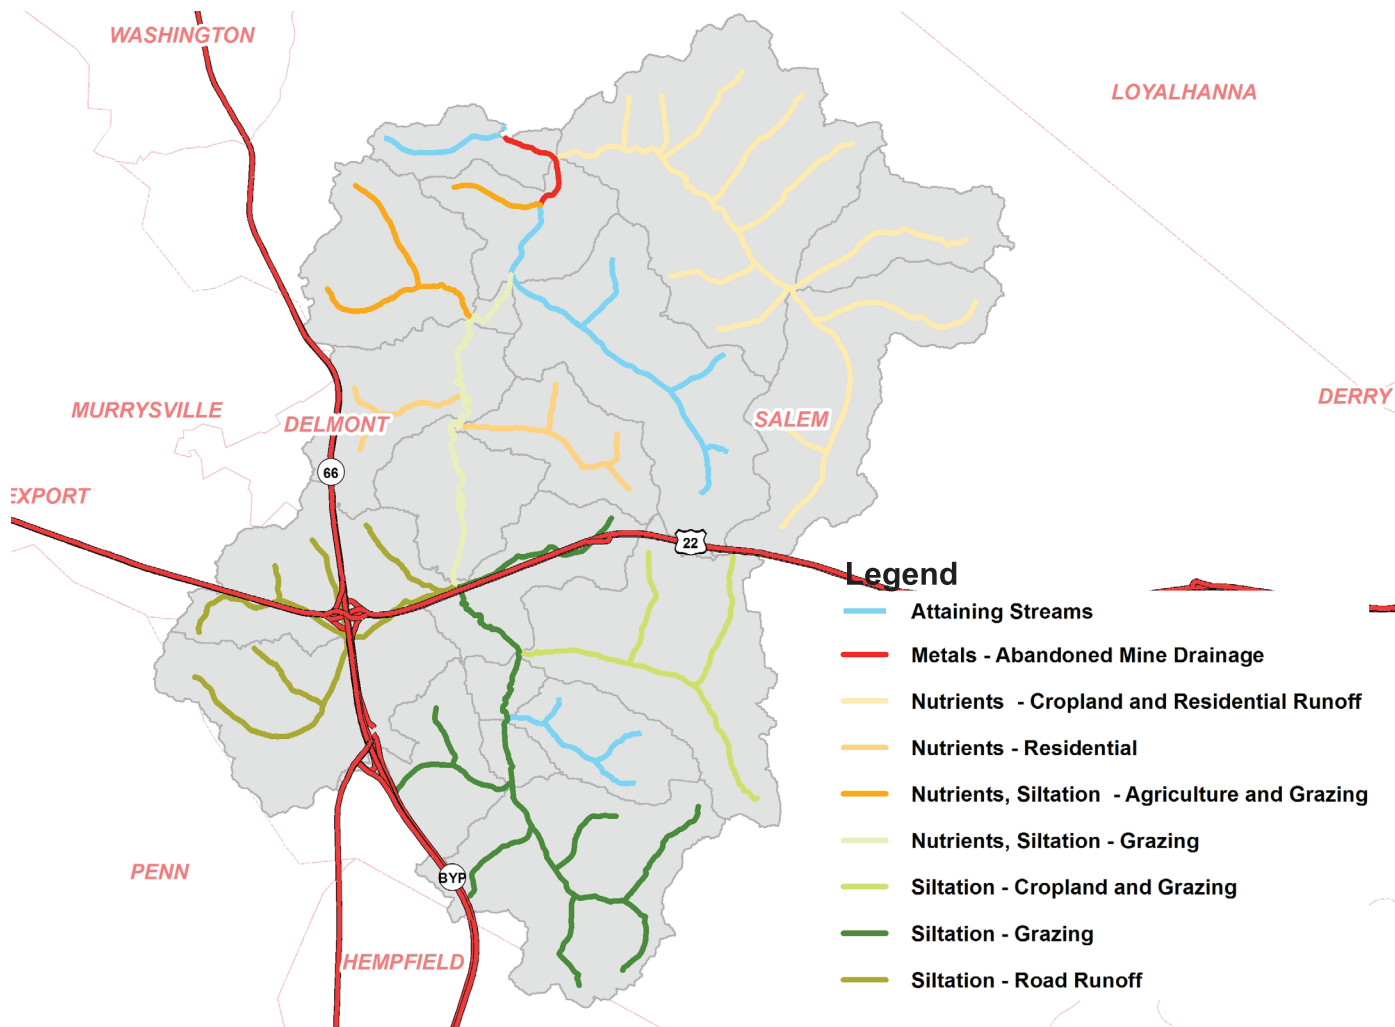 WASHINGTON
LOYALHANNA
DERRY
MURRYSVILLE
DELMONT
SALEM
66
EXPORT
22
Legend
Attaining Streams
Metals - Abandoned Mine Drainage
Nutrients - Cropland and Residential Runoff
Nutrients - Residential
Nutrients, Siltation - Agriculture and Grazing
Nutrients, Siltation - Grazing
Siltation - Cropland and Grazing
Siltation - Grazing
Siltation - Road Runoff
PENN
BYP
HEMPFIELD